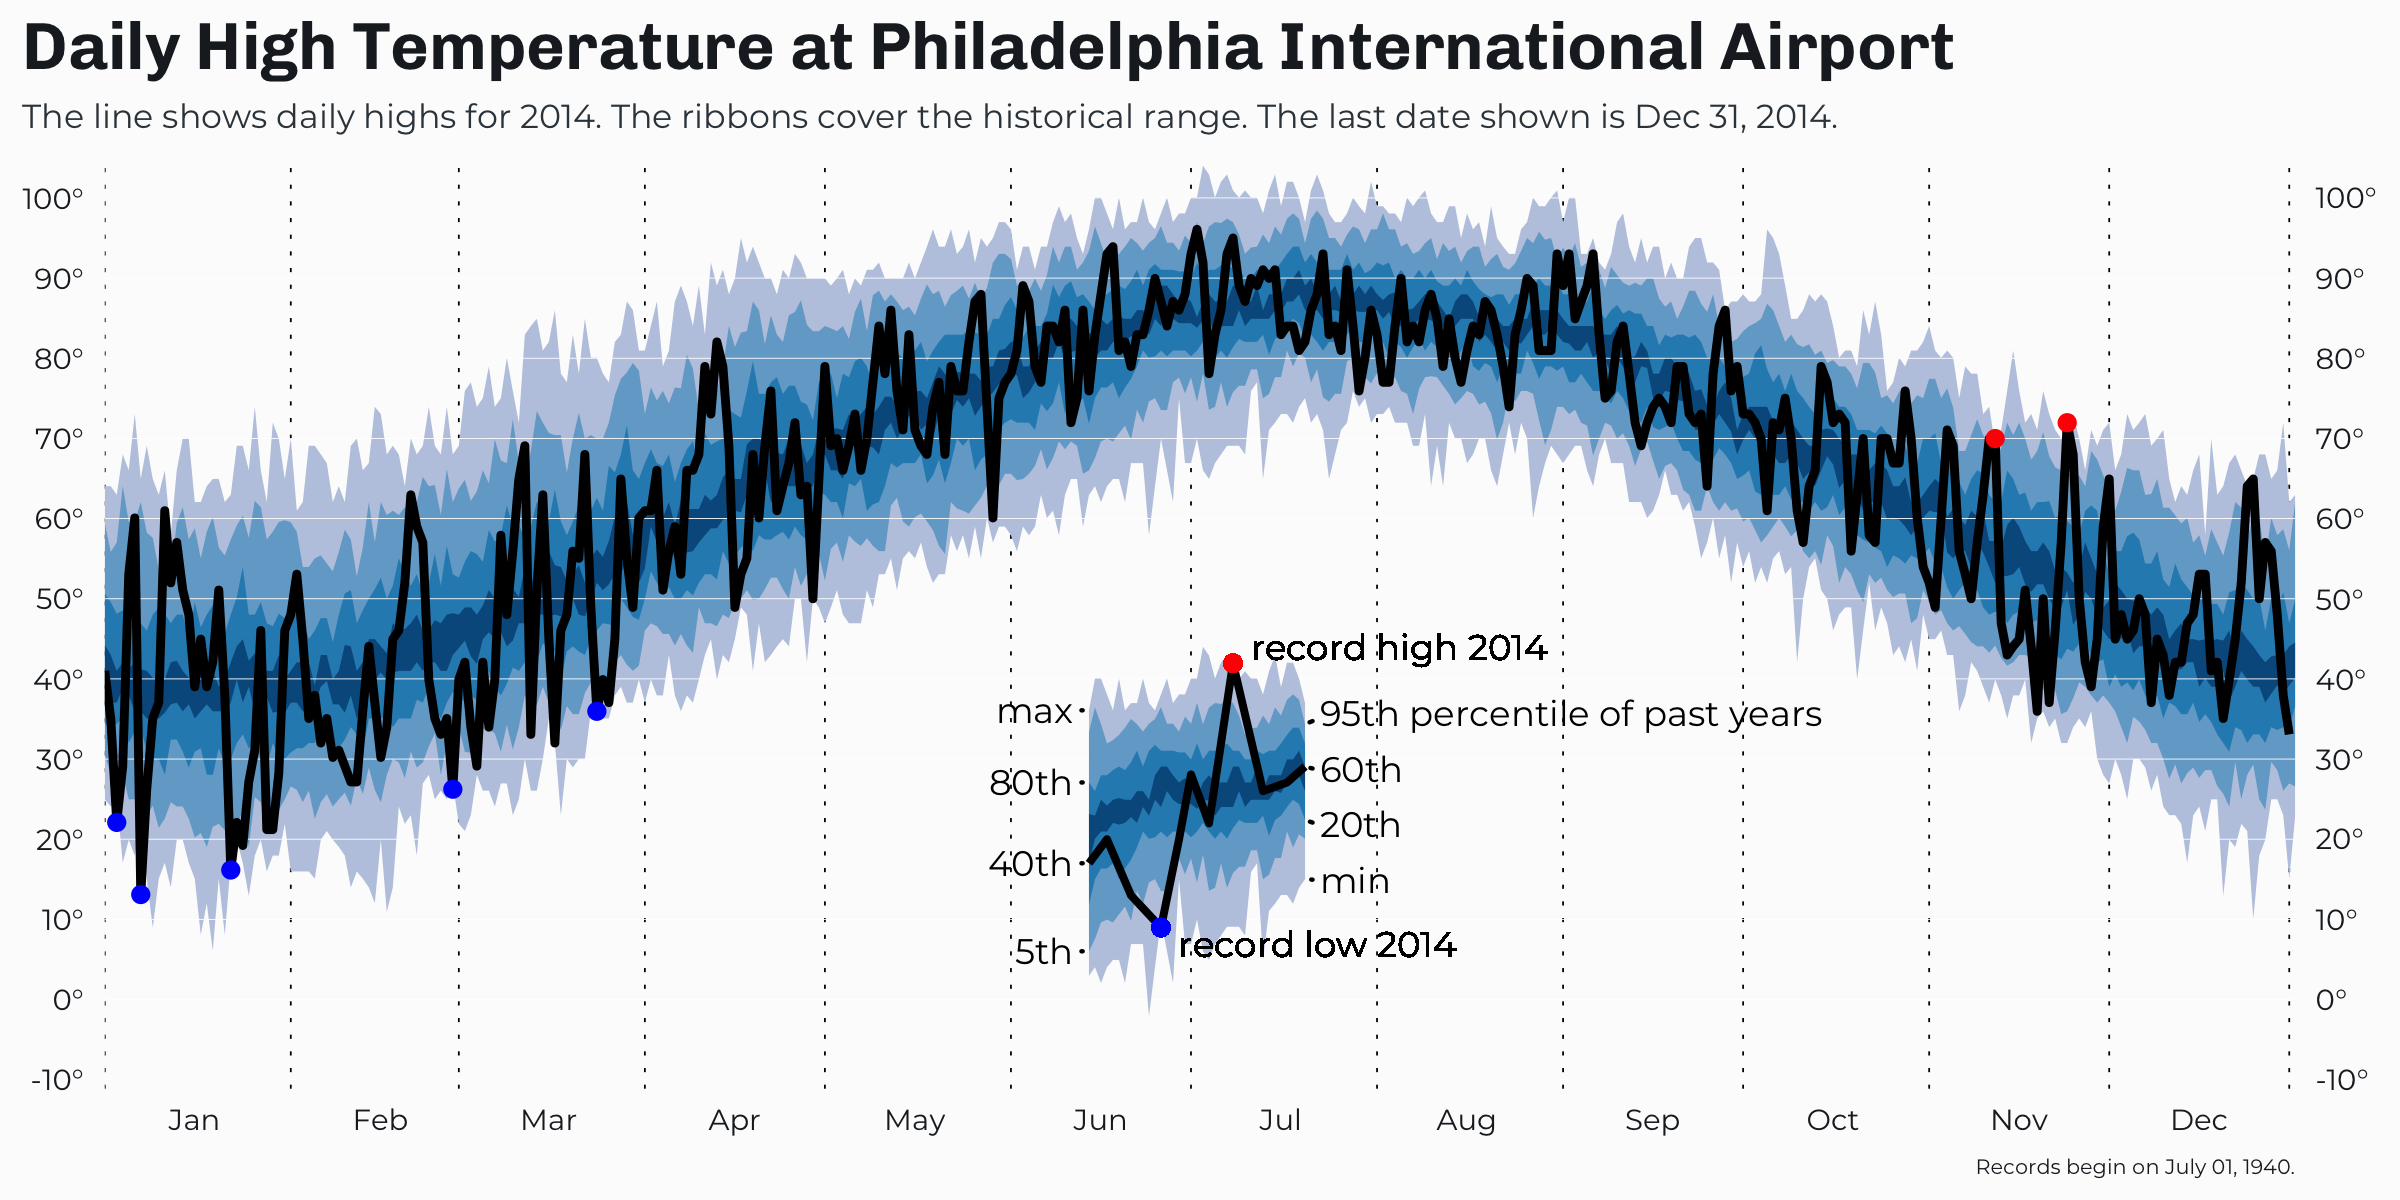 Daily High Temperature at Philadelphia International Airport
The line shows daily highs for 2014. The ribbons cover the historical range. The last date shown is Dec 31, 2014.
100° 100°
90° 90°
80° 80°
70° 70°
60° 60°
50° 50°
record high 2014
40° 40°
max 95th percentile of past years
30° 30°
80th 60th
20° 20°
20th
40th min
10° 10°
5th record low 2014
0° 0°
-10° -10°
Jan Feb Mar Apr May Jun Jul Aug Sep Oct Nov Dec
Records begin on July 01, 1940.